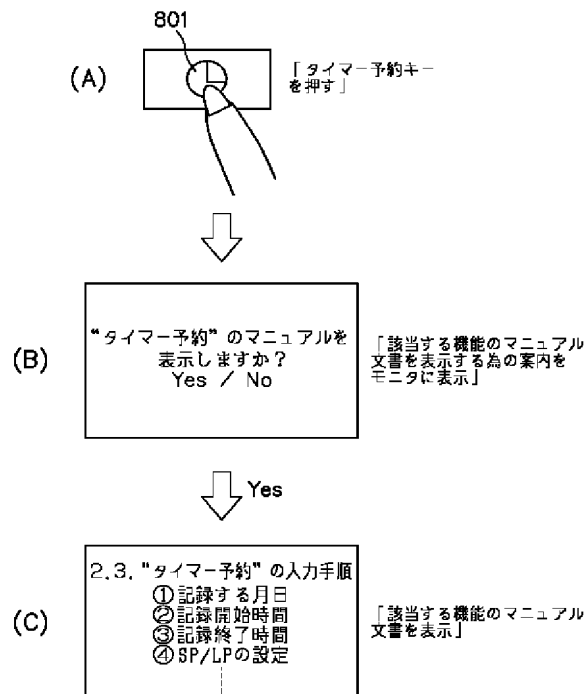 801
(A)
「タイマー予約キー
を押す」
(B)
“タイマー予約”のマニュアルを
表示しますか？
Yes / No
「該当する機能のマニュアル
文書を表示する為の案内を
モニタに表示」
Yes
(C)
2.3.“タイマー予約”の入力手順
①記録する月日
②記録開始時間
③記録終了時間
④SP/LPの設定
「該当する機能のマニュアル
文書を表示」